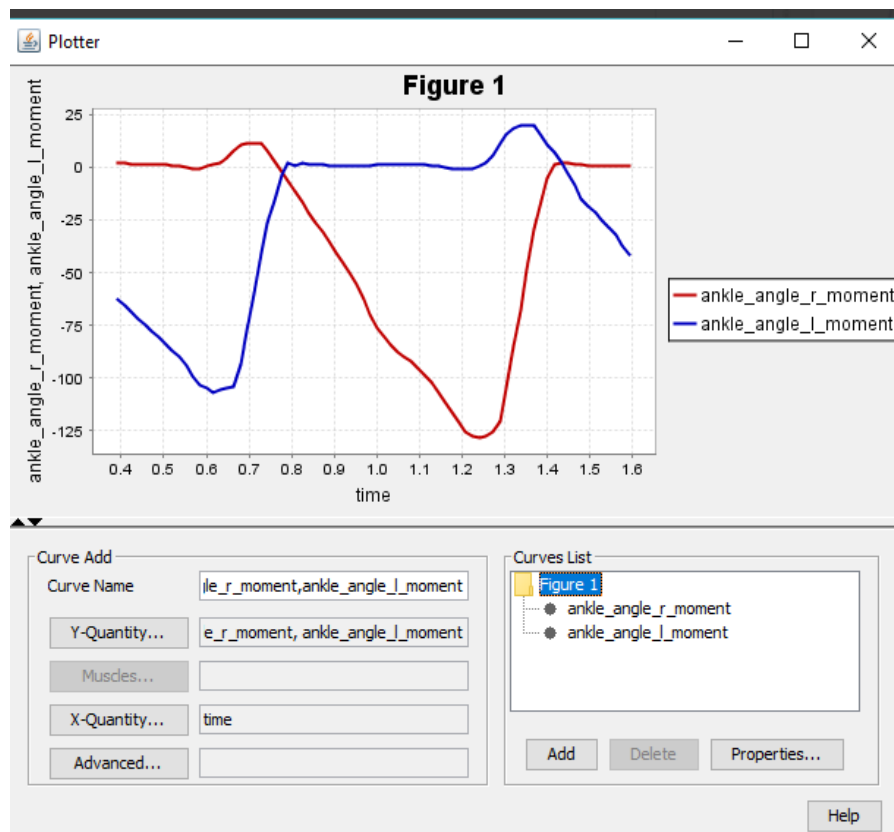 Plotter
Figure 1
ankle_angle_r_moment, ankle_angle_l_moment
25
0
-25
-50
-75
-100
-125
0.4 0.5 0.6 0.7 0.8 0.9 1.0 1.1 1.2 1.3 1.4 1.5 1.6
time
ankle_angle_r_moment
ankle_angle_l_moment
Curve Add
Curve Name
le_r_moment,ankle_angle_l_moment
Y-Quantity...
e_r_moment, ankle_angle_l_moment
Muscles...
X-Quantity...
time
Advanced...
Curves List
Figure 1
ankle_angle_r_moment
ankle_angle_l_moment
Add
Delete
Properties...
Help